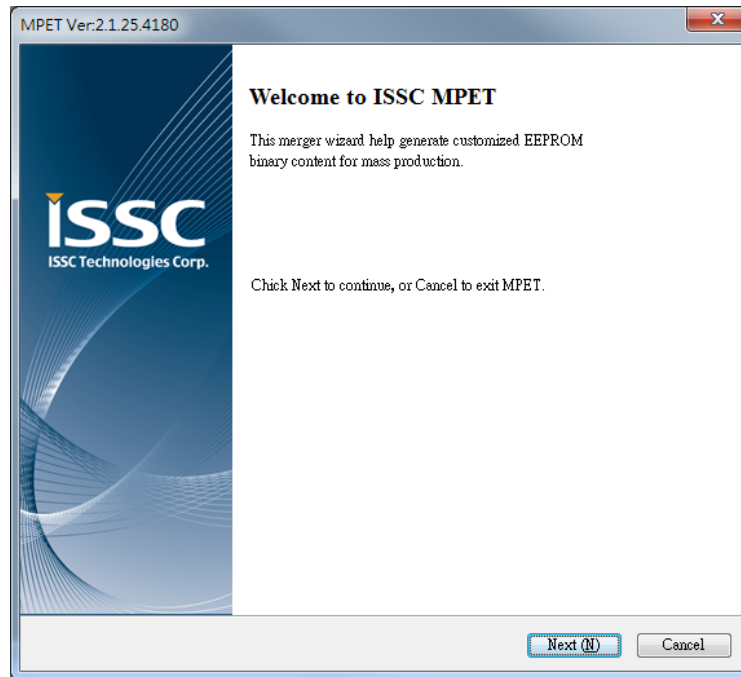 MPET Ver:2.1.25.4180
x
Welcome to ISSC MPET
This merger wizard help generate customized EEPROM
binary content for mass production.
ISSC
ISSC Technologies Corp.
Chick Next to continue, or Cancel to exit MPET.
Next (N)
Cancel